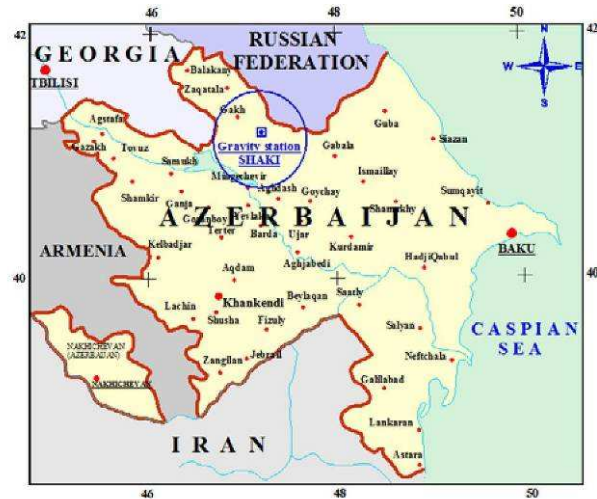 46
48
50
42
42
GEORGIA
RUSSIAN
FEDERATION
N
W
E
S
TBILISI
Balakany
Zaqatala
Gakh
Gravity station
SHAKI
Guba
Siazan
Gabala
Agstafa
Gazakh
Tovuz
Samukh
Mingechevir
Ismaillay
Shamkir
Ganja
Aghdash
Goychay
Sumqayit
AZERBAIJAN
Terter
Barda
Ujar
Kurdamir
BAKU
ARMENIA
Kelbadjar
Aghjabedi
HadjiQabul
40
40
Aqdam
Khankendi
Beylaqan
Saatly
Lachin
Shusha
Fizuly
Salyan
CASPIAN
SEA
NAKHICHEVAN
(AZERBAIJAN)
NAKHICHEVAN
Zangilan
Jebrail
Neftchala
Galilabad
IRAN
Lankaran
Astara
46
48
50